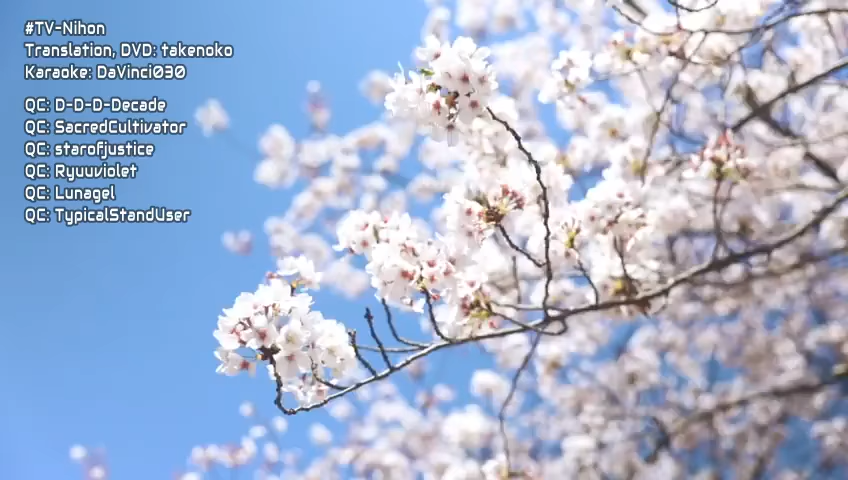 #TV-Nihon
Translation, DVD: takenoko
Karaoke: DaVinci030
QC: D-D-D-Decade
QC: SacredCultivator
QC: starofjustice
QC: Ryuuviolet
QC: Lunagel
QC: TypicalStandUser